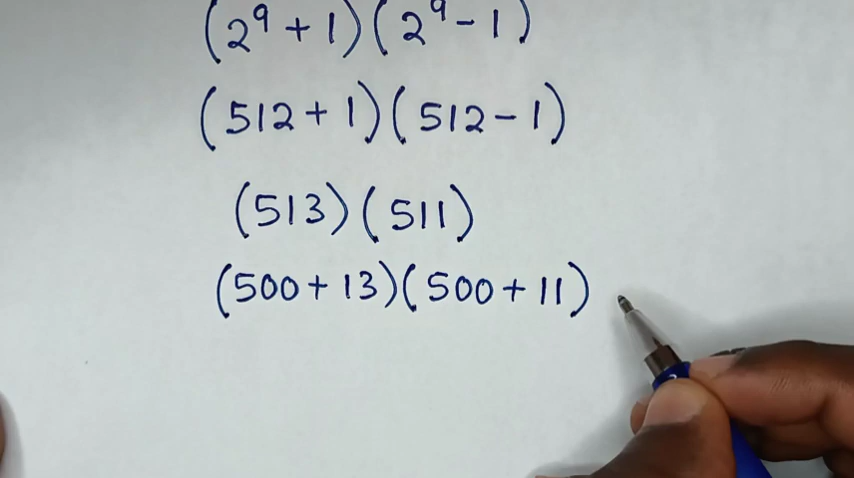 (2⁹ + 1)(2⁹ - 1)
(512 + 1)(512 - 1)
(513)(511)
(500 + 13)(500 + 11)